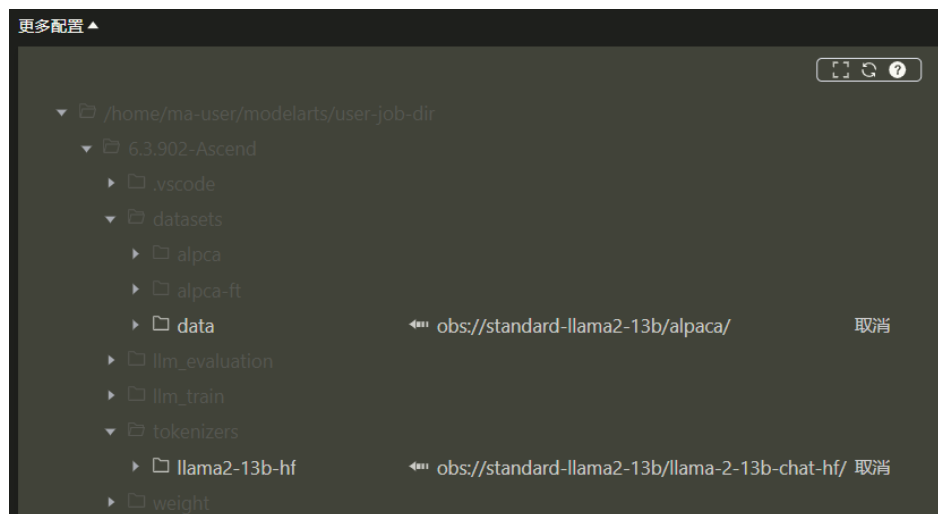 更多配置
/home/ma-user/modelarts/user-job-dir
6.3.902-Ascend
.vscode
datasets
alpca
alpca-ft
data obs://standard-llama2-13b/alpaca/ 取消
llm_evaluation
llm_train
tokenizers
llama2-13b-hf obs://standard-llama2-13b/llama-2-13b-chat-hf/ 取消
weight